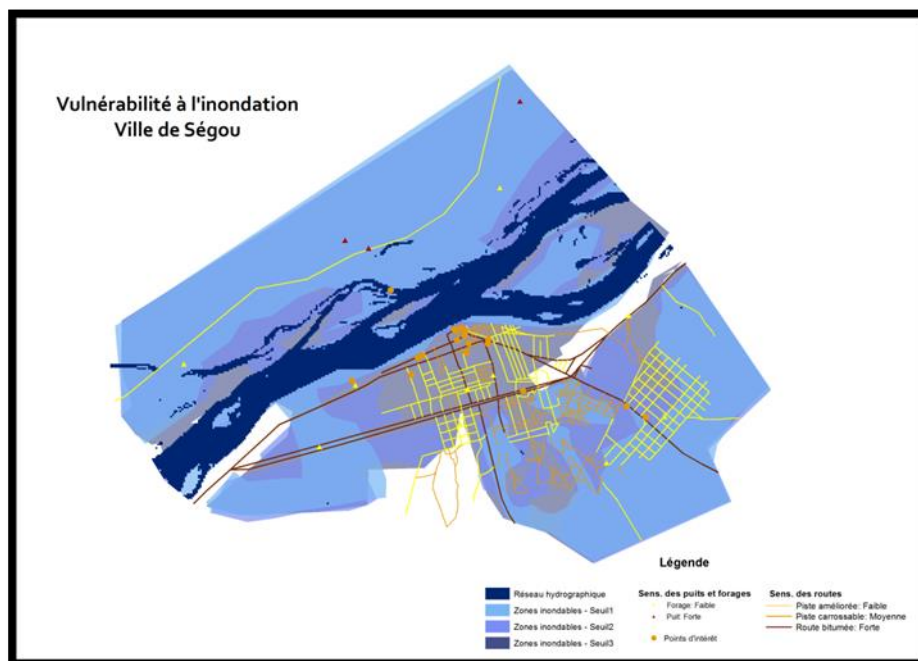 Vulnérabilité à l'inondation
Ville de Ségou
Légende
Réseau hydrographique
Zones inondables - Seuil1
Zones inondables - Seuil2
Zones inondables - Seuil3
Sens. des puits et forages
Forage: Faible
Puit: Forte
Points d'intérêt
Sens. des routes
Piste améliorée: Faible
Piste carrossable: Moyenne
Route bitumée: Forte